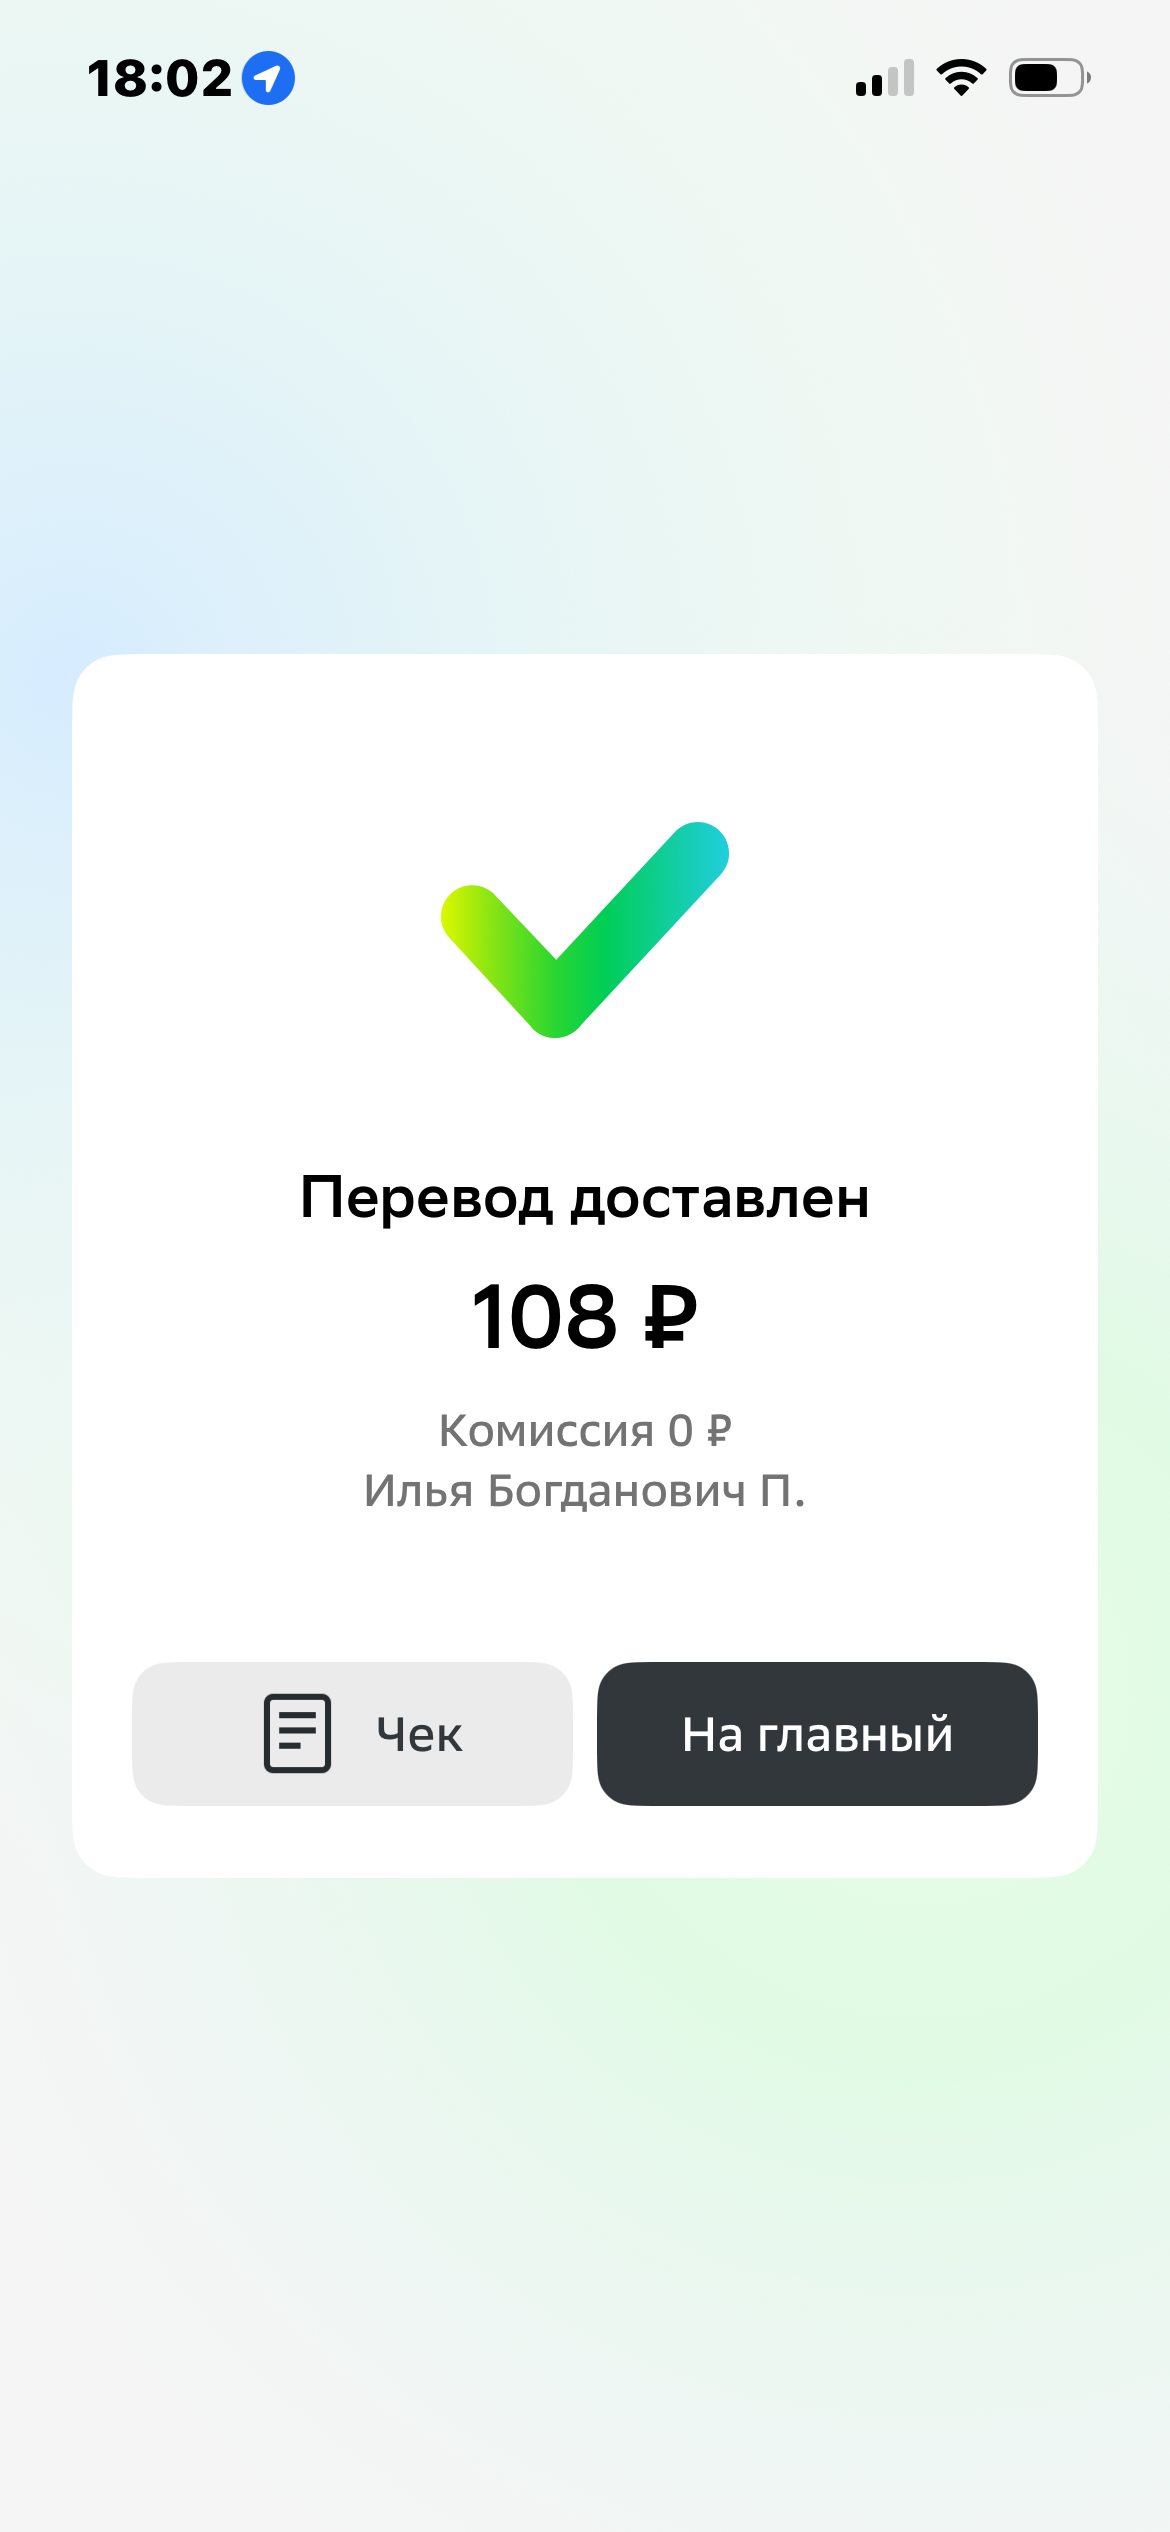 18:02
Перевод доставлен
108 ₽
Комиссия 0 ₽
Илья Богданович П.
Чек
На главный